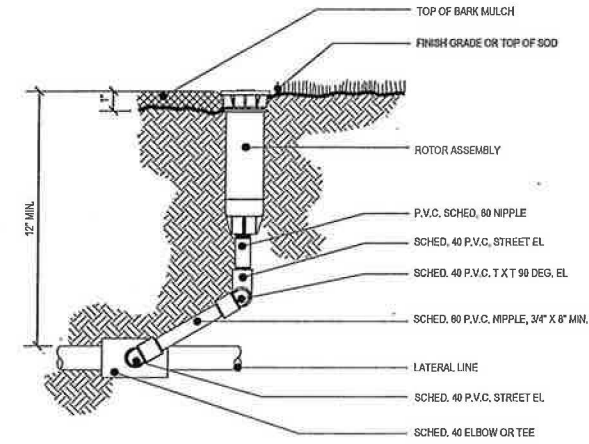 TOP OF BARK MULCH
FINISH GRADE OR TOP OF SOD
1"
ROTOR ASSEMBLY
12" MIN.
P.V.C. SCHED. 80 NIPPLE
SCHED. 40 P.V.C. STREET EL
SCHED. 40 P.V.C. T X T 90 DEG. EL
SCHED. 80 P.V.C. NIPPLE, 3/4" X 8" MIN.
LATERAL LINE
SCHED. 40 P.V.C. STREET EL
SCHED. 40 ELBOW OR TEE